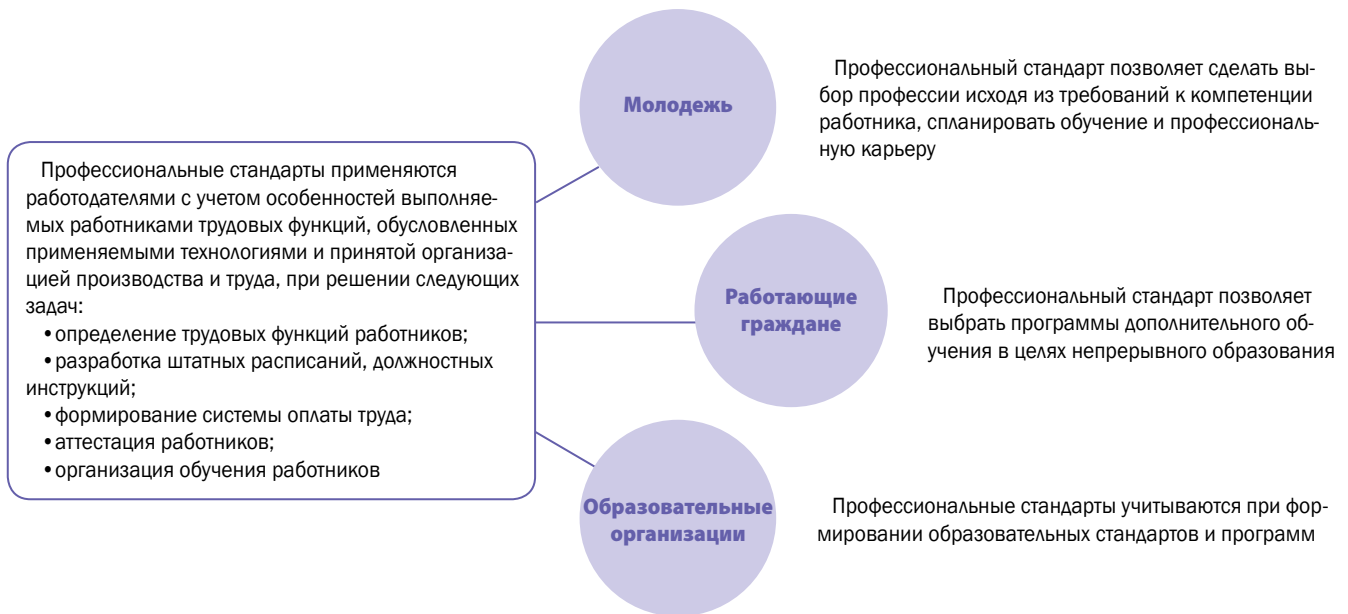 Профессиональные стандарты применяются
работодателями с учетом особенностей выполняе-
мых работниками трудовых функций, обусловленных
применяемыми технологиями и принятой организа-
цией производства и труда, при решении следующих
задач:
•определение трудовых функций работников;
•разработка штатных расписаний, должностных
инструкций;
•формирование системы оплаты труда;
•аттестация работников;
•организация обучения работников
Молодежь
Профессиональный стандарт позволяет сделать вы-
бор профессии исходя из требований к компетенции
работника, спланировать обучение и профессиональ-
ную карьеру
Работающие
граждане
Профессиональный стандарт позволяет
выбрать программы дополнительного об-
учения в целях непрерывного образования
Образовательные
организации
Профессиональные стандарты учитываются при фор-
мировании образовательных стандартов и программ